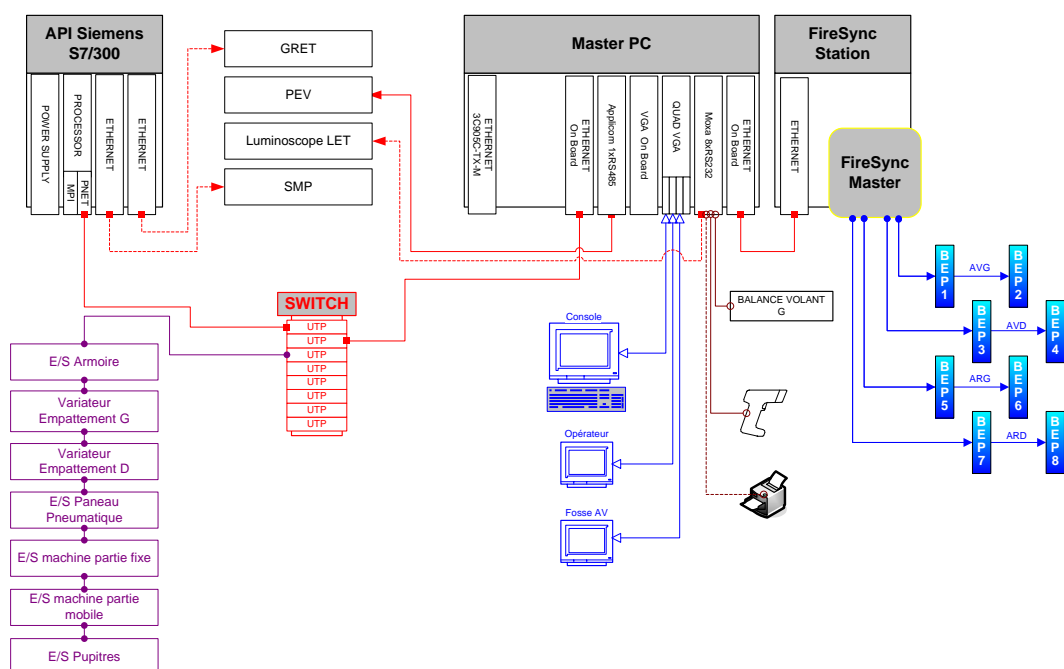 API Siemens
S7/300
POWER SUPPLY
PROCESSOR
MPI
PNET
ETHERNET
ETHERNET
GRET
PEV
Luminoscope LET
SMP
Master PC
ETHERNET
3C905C-TX-M
ETHERNET
On Board
Applicom 1xRS485
VGA On Board
QUAD VGA
Moxa 8xRS232
ETHERNET
On Board
FireSync
Station
ETHERNET
FireSync
Master
SWITCH
UTP
UTP
UTP
UTP
UTP
UTP
UTP
UTP
E/S Armoire
Variateur
Empattement G
Variateur
Empattement D
E/S Paneau
Pneumatique
E/S machine partie fixe
E/S machine partie
mobile
E/S Pupitres
Console
Opérateur
Fosse AV
BALANCE VOLANT
G
BEP1
AVG
BEP2
BEP3
AVD
BEP4
BEP5
ARG
BEP6
BEP7
ARD
BEP8